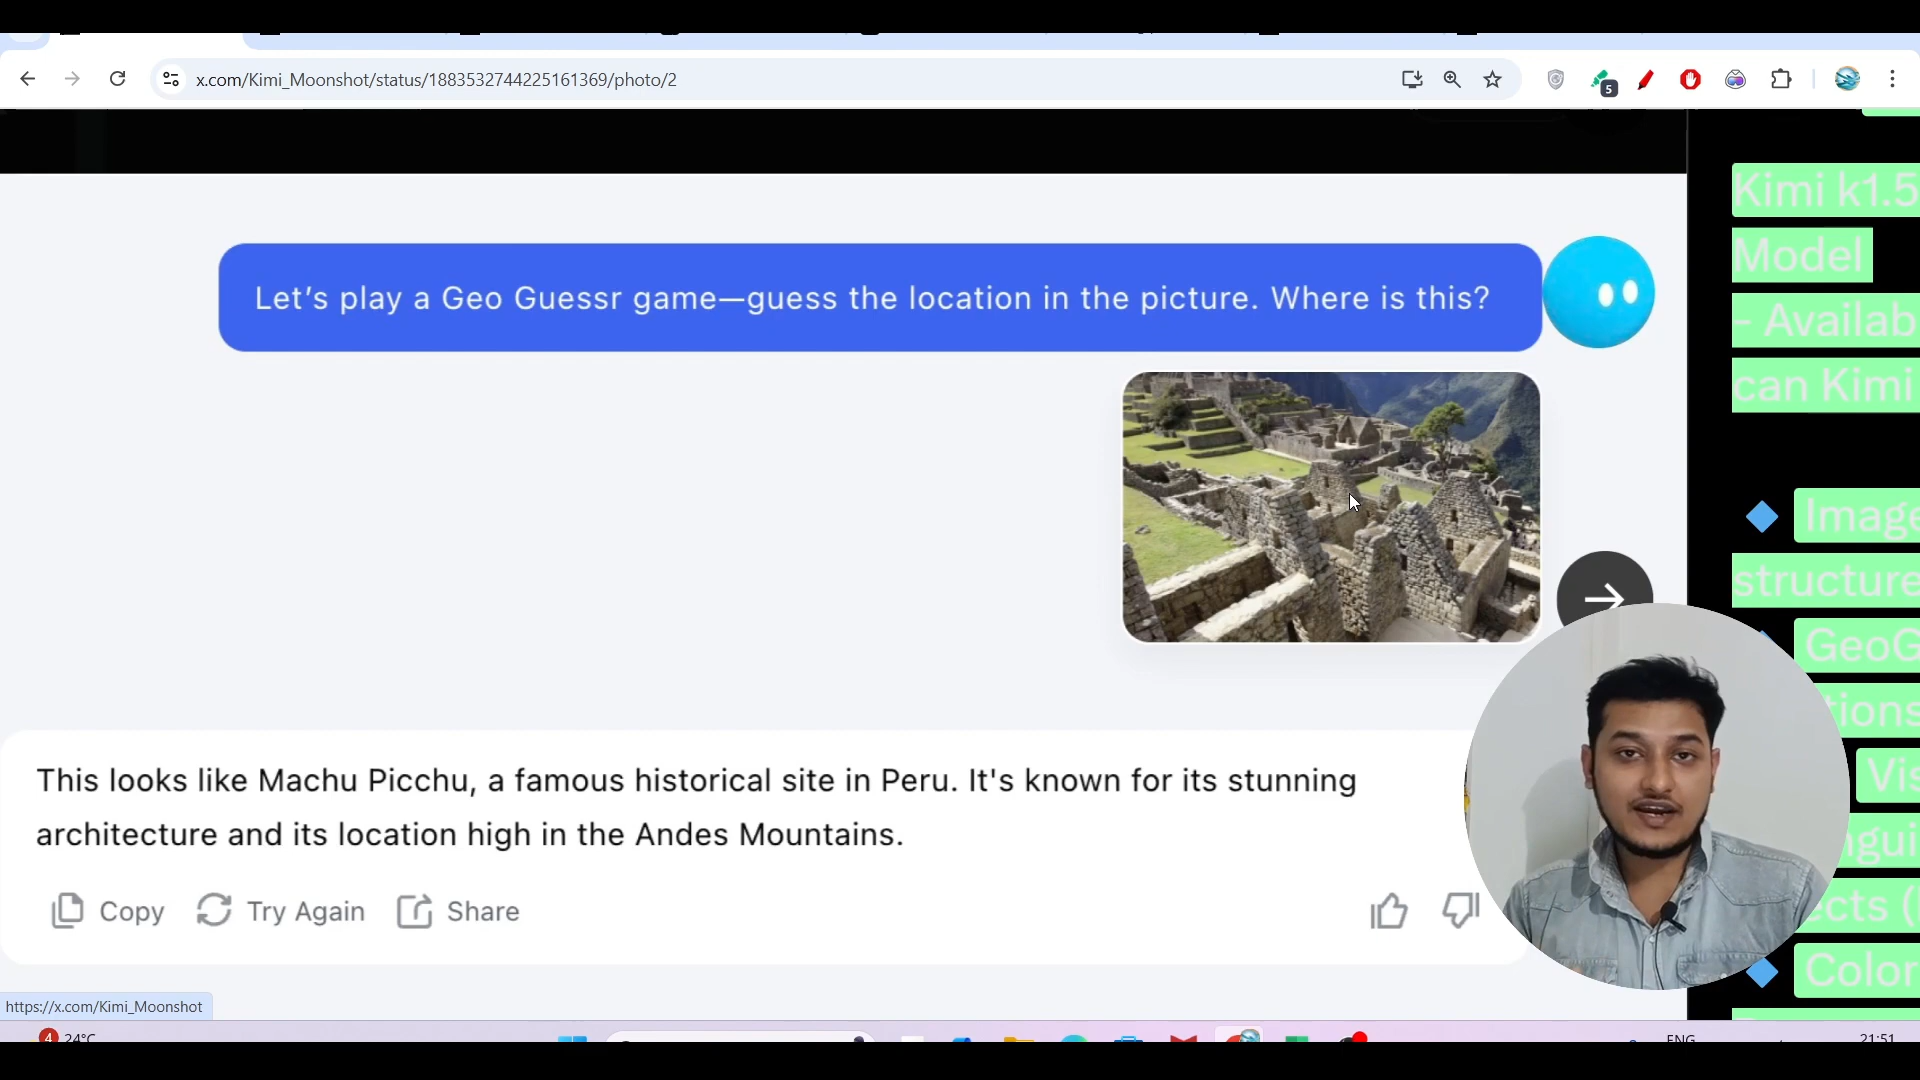 x.com/Kimi_Moonshot/status/1883532744225161369/photo/2
5
Let's play a Geo Guessr game—guess the location in the picture. Where is this?
This looks like Machu Picchu, a famous historical site in Peru. It's known for its stunning
architecture and its location high in the Andes Mountains.
Copy
Try Again
Share
Kimi k1.5
Model
- Availab
can Kimi
Image
structure
GeoG
tions
Vis
ngui
ects (
Color
https://x.com/Kimi_Moonshot
4
24°C
ENG
21:51